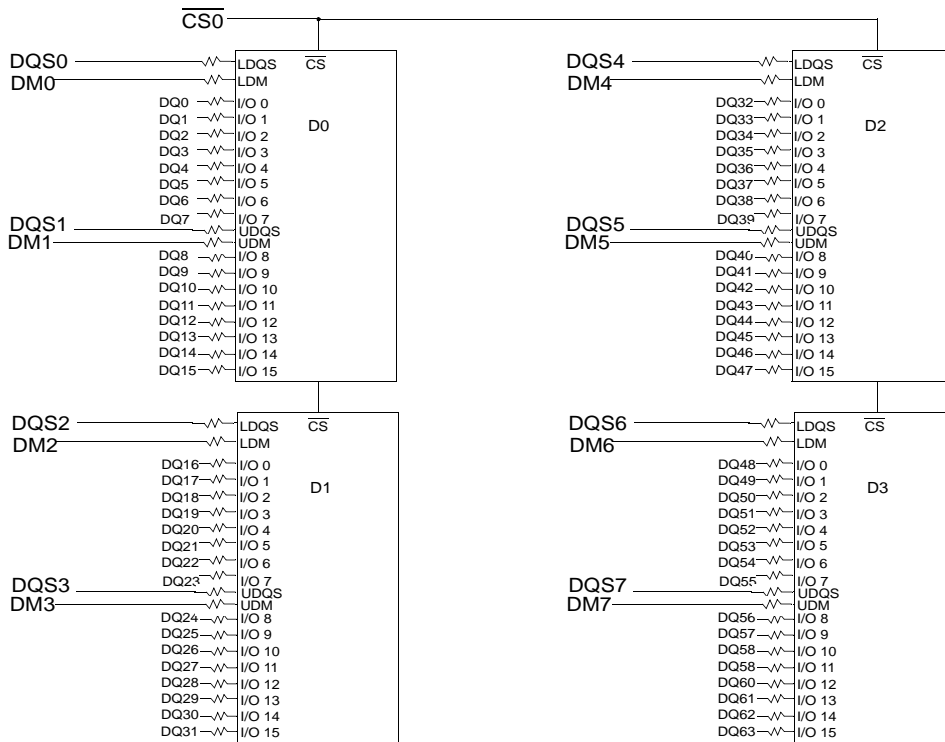 CS0
DQS0
LDQS
CS
DM0
LDM
DQ0 I/O 0
DQ1 I/O 1
D0
DQ2 I/O 2
DQ3 I/O 3
DQ4 I/O 4
DQ5 I/O 5
DQ6 I/O 6
DQ7 I/O 7
DQS1
UDQS
DM1
UDM
DQ8 I/O 8
DQ9 I/O 9
DQ10 I/O 10
DQ11 I/O 11
DQ12 I/O 12
DQ13 I/O 13
DQ14 I/O 14
DQ15 I/O 15
DQS4
LDQS
CS
DM4
LDM
DQ32 I/O 0
DQ33 I/O 1
D2
DQ34 I/O 2
DQ35 I/O 3
DQ36 I/O 4
DQ37 I/O 5
DQ38 I/O 6
DQ39 I/O 7
DQS5
UDQS
DM5
UDM
DQ40 I/O 8
DQ41 I/O 9
DQ42 I/O 10
DQ43 I/O 11
DQ44 I/O 12
DQ45 I/O 13
DQ46 I/O 14
DQ47 I/O 15
DQS2
LDQS
CS
DM2
LDM
DQ16 I/O 0
DQ17 I/O 1
D1
DQ18 I/O 2
DQ19 I/O 3
DQ20 I/O 4
DQ21 I/O 5
DQ22 I/O 6
DQ23 I/O 7
DQS3
UDQS
DM3
UDM
DQ24 I/O 8
DQ25 I/O 9
DQ26 I/O 10
DQ27 I/O 11
DQ28 I/O 12
DQ29 I/O 13
DQ30 I/O 14
DQ31 I/O 15
DQS6
LDQS
CS
DM6
LDM
DQ48 I/O 0
DQ49 I/O 1
D3
DQ50 I/O 2
DQ51 I/O 3
DQ52 I/O 4
DQ53 I/O 5
DQ54 I/O 6
DQ55 I/O 7
DQS7
UDQS
DM7
UDM
DQ56 I/O 8
DQ57 I/O 9
DQ58 I/O 10
DQ58 I/O 11
DQ60 I/O 12
DQ61 I/O 13
DQ62 I/O 14
DQ63 I/O 15